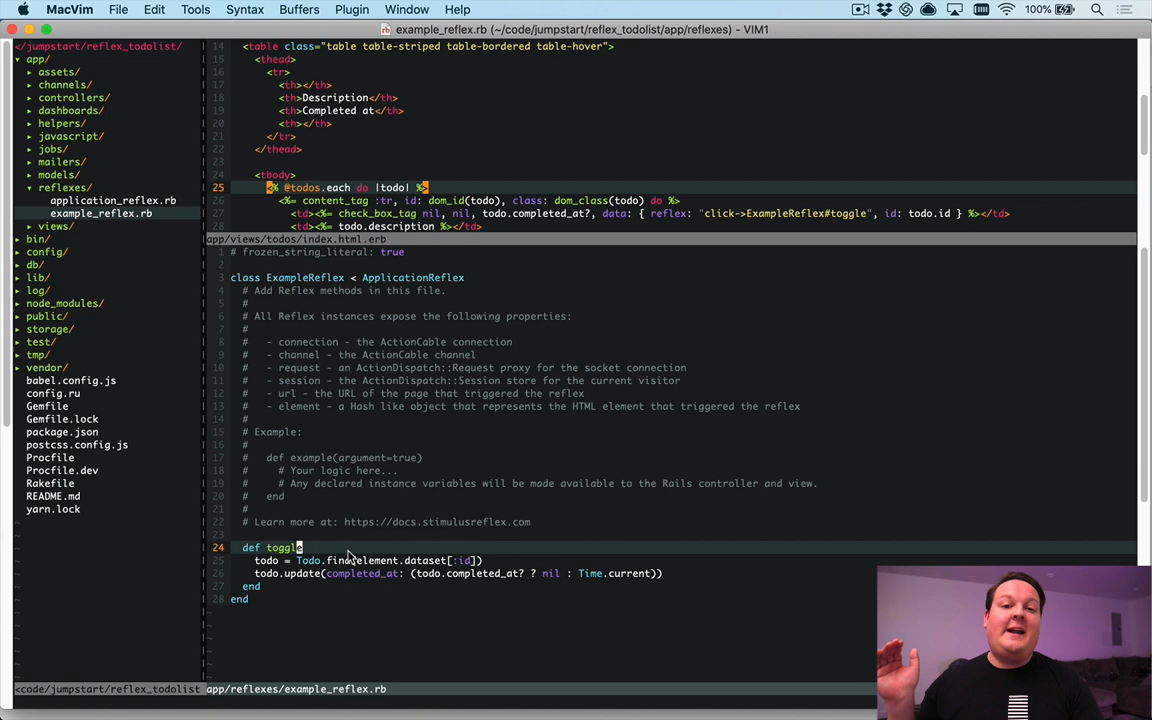 MacVim File Edit Tools Syntax Buffers Plugin Window Help 100%
example_reflex.rb (~/code/jumpstart/reflex_todolist/app/reflexes) - VIM1
</jumpstart/reflex_todolist/
▾ app/
▸ assets/
▸ channels/
▸ controllers/
▸ dashboards/
▸ helpers/
▸ javascript/
▸ jobs/
▸ mailers/
▸ models/
▾ reflexes/
application_reflex.rb
example_reflex.rb
▸ views/
▸ bin/
▸ config/
▸ db/
▸ lib/
▸ log/
▸ node_modules/
▸ public/
▸ storage/
▸ test/
▸ tmp/
▸ vendor/
babel.config.js
config.ru
Gemfile
Gemfile.lock
package.json
postcss.config.js
Procfile
Procfile.dev
Rakefile
README.md
yarn.lock
<code/jumpstart/reflex_todolist
14 <table class="table table-striped table-bordered table-hover">
15 <thead>
16 <tr>
17 <th></th>
18 <th>Description</th>
19 <th>Completed at</th>
20 <th></th>
21 </tr>
22 </thead>
23
24 <tbody>
25 <% @todos.each do |todo| %>
26 <%= content_tag :tr, id: dom_id(todo), class: dom_class(todo) do %>
27 <td><%= check_box_tag nil, nil, todo.completed_at?, data: { reflex: "click->ExampleReflex#toggle", id: todo.id } %></td>
28 <td><%= todo.description %></td>
app/views/todos/index.html.erb
1 # frozen_string_literal: true
2
3 class ExampleReflex < ApplicationReflex
4 # Add Reflex methods in this file.
5 #
6 # All Reflex instances expose the following properties:
7 #
8 # - connection - the ActionCable connection
9 # - channel - the ActionCable channel
10 # - request - an ActionDispatch::Request proxy for the socket connection
11 # - session - the ActionDispatch::Session store for the current visitor
12 # - url - the URL of the page that triggered the reflex
13 # - element - a Hash like object that represents the HTML element that triggered the reflex
14 #
15 # Example:
16 #
17 # def example(argument=true)
18 # # Your logic here...
19 # # Any declared instance variables will be made available to the Rails controller and view.
20 # end
21 #
22 # Learn more at: https://docs.stimulusreflex.com
23
24 def toggle
25 todo = Todo.find(element.dataset[:id])
26 todo.update(completed_at: (todo.completed_at? ? nil : Time.current))
27 end
28 end
app/reflexes/example_reflex.rb